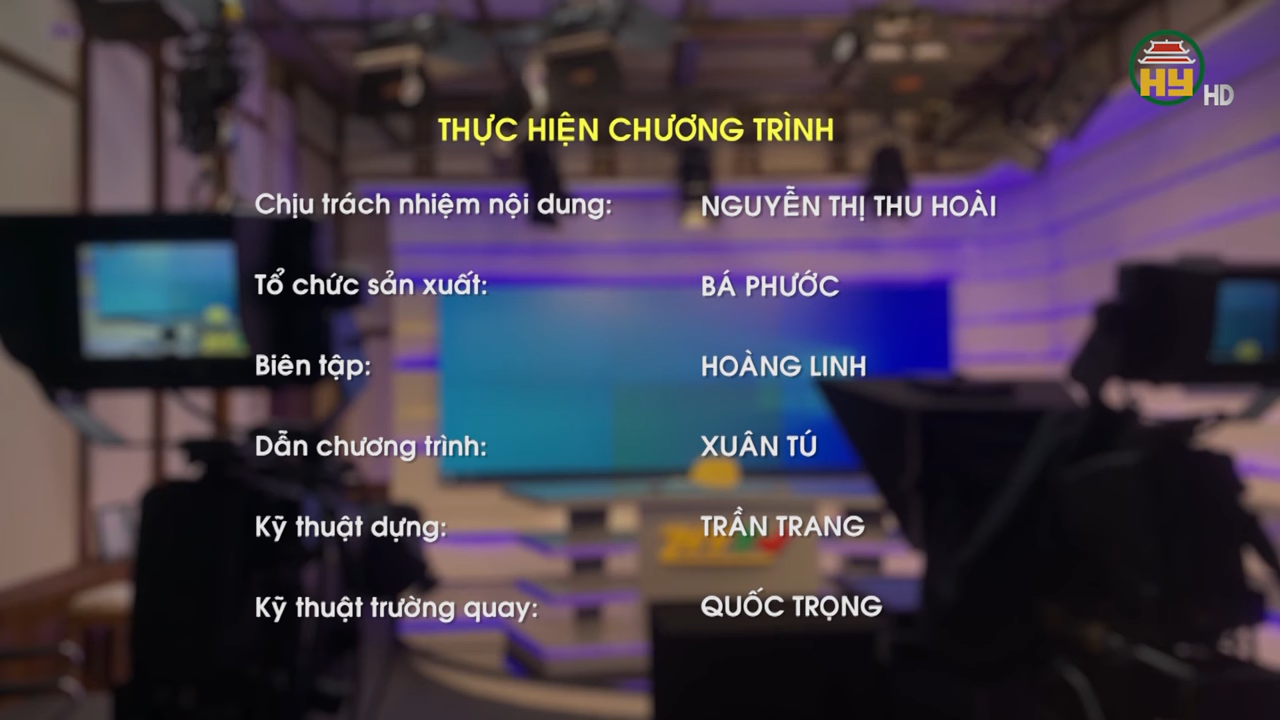 HY HD
THỰC HIỆN CHƯƠNG TRÌNH
Chịu trách nhiệm nội dung: NGUYỄN THỊ THU HOÀI
Tổ chức sản xuất: BÁ PHƯỚC
Biên tập: HOÀNG LINH
Dẫn chương trình: XUÂN TÚ
Kỹ thuật dựng: TRẦN TRANG
Kỹ thuật trường quay: QUỐC TRỌNG